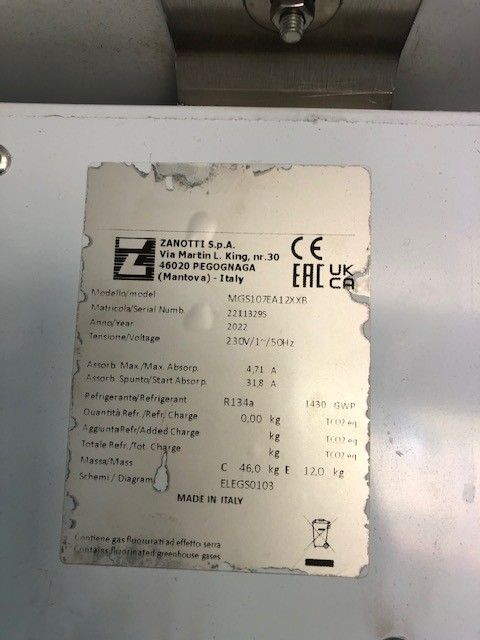 ZANOTTI S.p.A.
Via Martin L. King, nr.30
46020 PEGOGNAGA
(Mantova) - Italy
CE
EAC UK CA
Modello/model MGS107EA12XXB
Matricola/Serial Numb. 22113295
Anno/Year 2022
Tensione/Voltage 230V/1~/50Hz
Assorb. Max./Max. Absorp. 4,71 A
Assorb. Spunto/Start Absorp. 31,8 A
Refrigerante/Refrigerant R134a 1430 GWP
Quantità Refr./Refr. Charge 0,00 kg TCO2 eq
Aggiunta Refr/Added Charge kg TCO2 eq
Totale Refr./Tot. Charge kg TCO2 eq
Massa/Mass C 46,0 kg E 12,0 kg
Schemi / Diagram ELEGS0103
MADE IN ITALY
Contiene gas fluorurati ad effetto serra
Contains fluorinated greenhouse gases